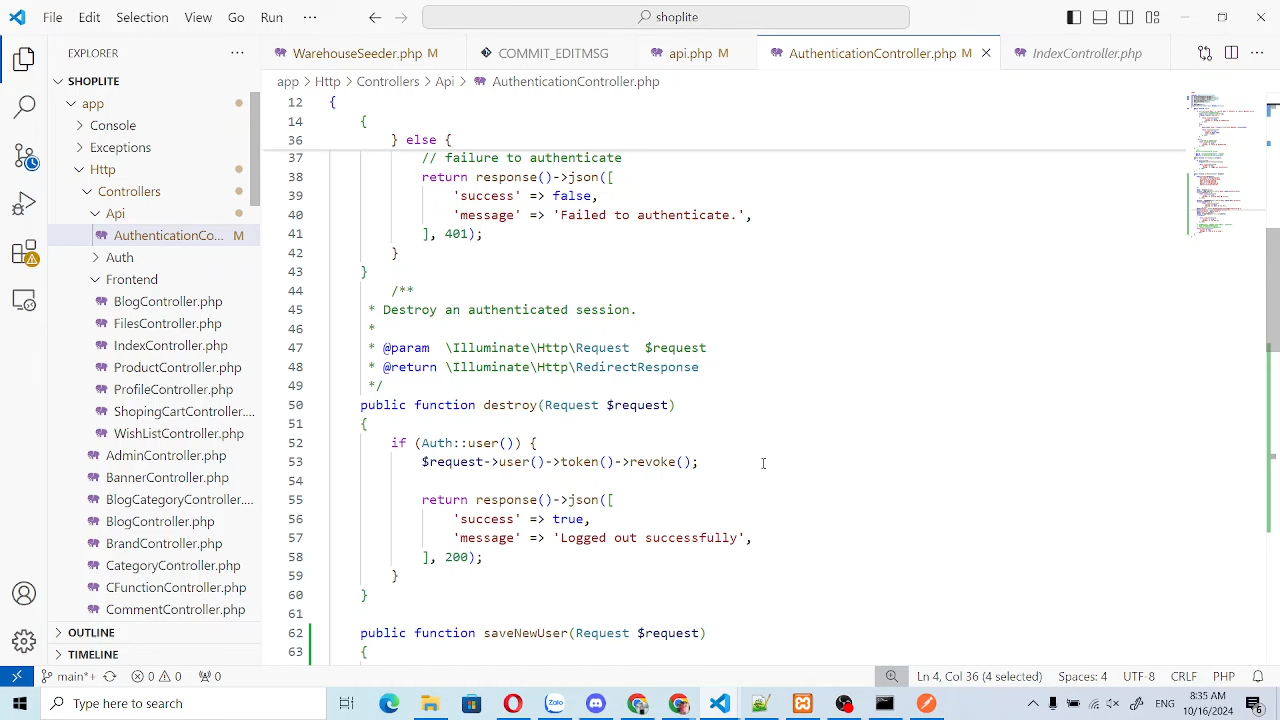 File Edit Selection View Go Run ···
shoplite
EXPLORER
WarehouseSeeder.php M
COMMIT_EDITMSG
api.php M
AuthenticationController.php M
IndexController.php
SHOPLITE
app > Http > Controllers > Api > AuthenticationController.php
app
Console
Exceptions
Http
Controllers
Api
AuthenticationCo... M
Auth
Frontend
BlogController.php
FilesController.php
IndexController.php
ProductController.php
ProfileController.php
ShopingCartController....
WishListController.php
AdminController.php
BannerController.php
BlogCategoryController....
BlogController.php
BrandController.php
CategoryController.php
CFunctionController.php
CommentController.php
OUTLINE
TIMELINE
12 {
14
36 } else {
37 failure to authenticate
38 return response()->json([
39 'success' => false,
40 'message' => 'Failed to authenticate.',
41 ], 401);
42 }
43 }
44 /**
45 * Destroy an authenticated session.
46 *
47 * @param \Illuminate\Http\Request $request
48 * @return \Illuminate\Http\RedirectResponse
49 */
50 public function destroy(Request $request)
51 {
52 if (Auth::user()) {
53 $request->user()->token()->revoke();
54
55 return response()->json([
56 'success' => true,
57 'message' => 'Logged out successfully',
58 ], 200);
59 }
60 }
61
62 public function saveNewUser(Request $request)
63 {
main*+ 0 0 0
Ln 4, Col 36 (4 selected) Spaces: 4 UTF-8 CRLF PHP
Type here to search
Zalo
ENG
8:35 AM
10/16/2024
6